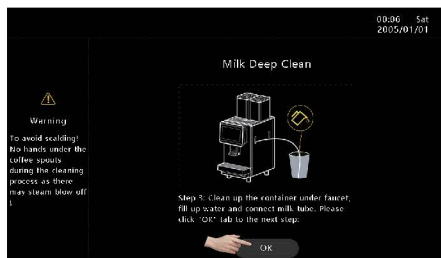 00:06 Sat
2005/01/01
Milk Deep Clean
Warning
To avoid scalding!
No hands under the
coffee spouts
during the cleaning
process as there
may steam blow off
!
Step 3: Clean up the container under faucet,
fill up water and connect milk tube. Please
click "OK" tab to the next step.
OK